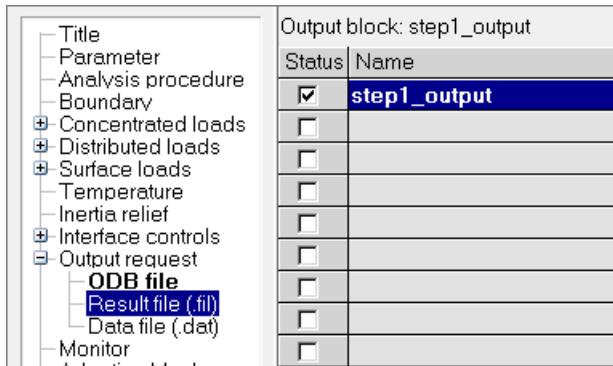 Title
Parameter
Analysis procedure
Boundary
Concentrated loads
Distributed loads
Surface loads
Temperature
Inertia relief
Interface controls
Output request
ODB file
Result file (.fil)
Data file (.dat)
Monitor
Output block: step1_output
Status Name
step1_output